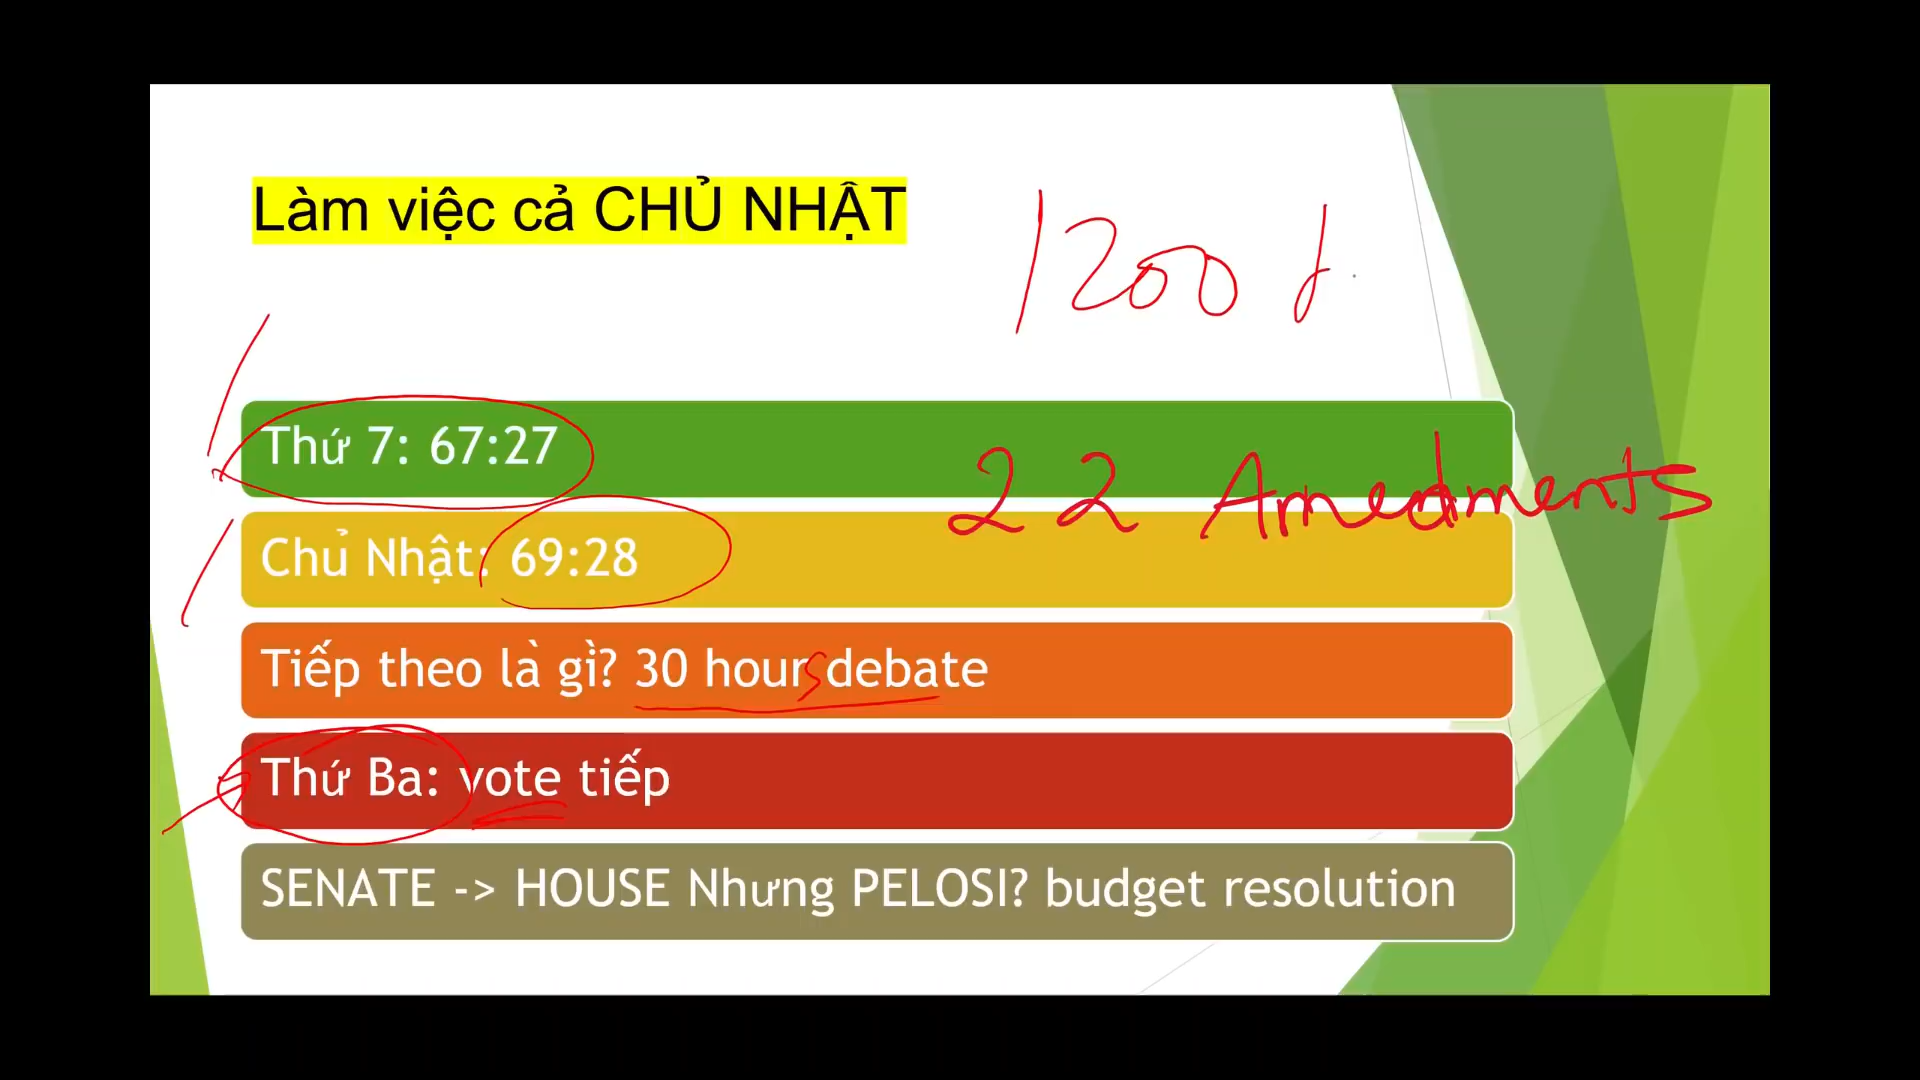 Làm việc cả CHỦ NHẬT
1200
Thứ 7: 67:27
22 Amedments
Chủ Nhật: 69:28
Tiếp theo là gì? 30 hours debate
Thứ Ba: vote tiếp
SENATE -> HOUSE Nhưng PELOSI? budget resolution